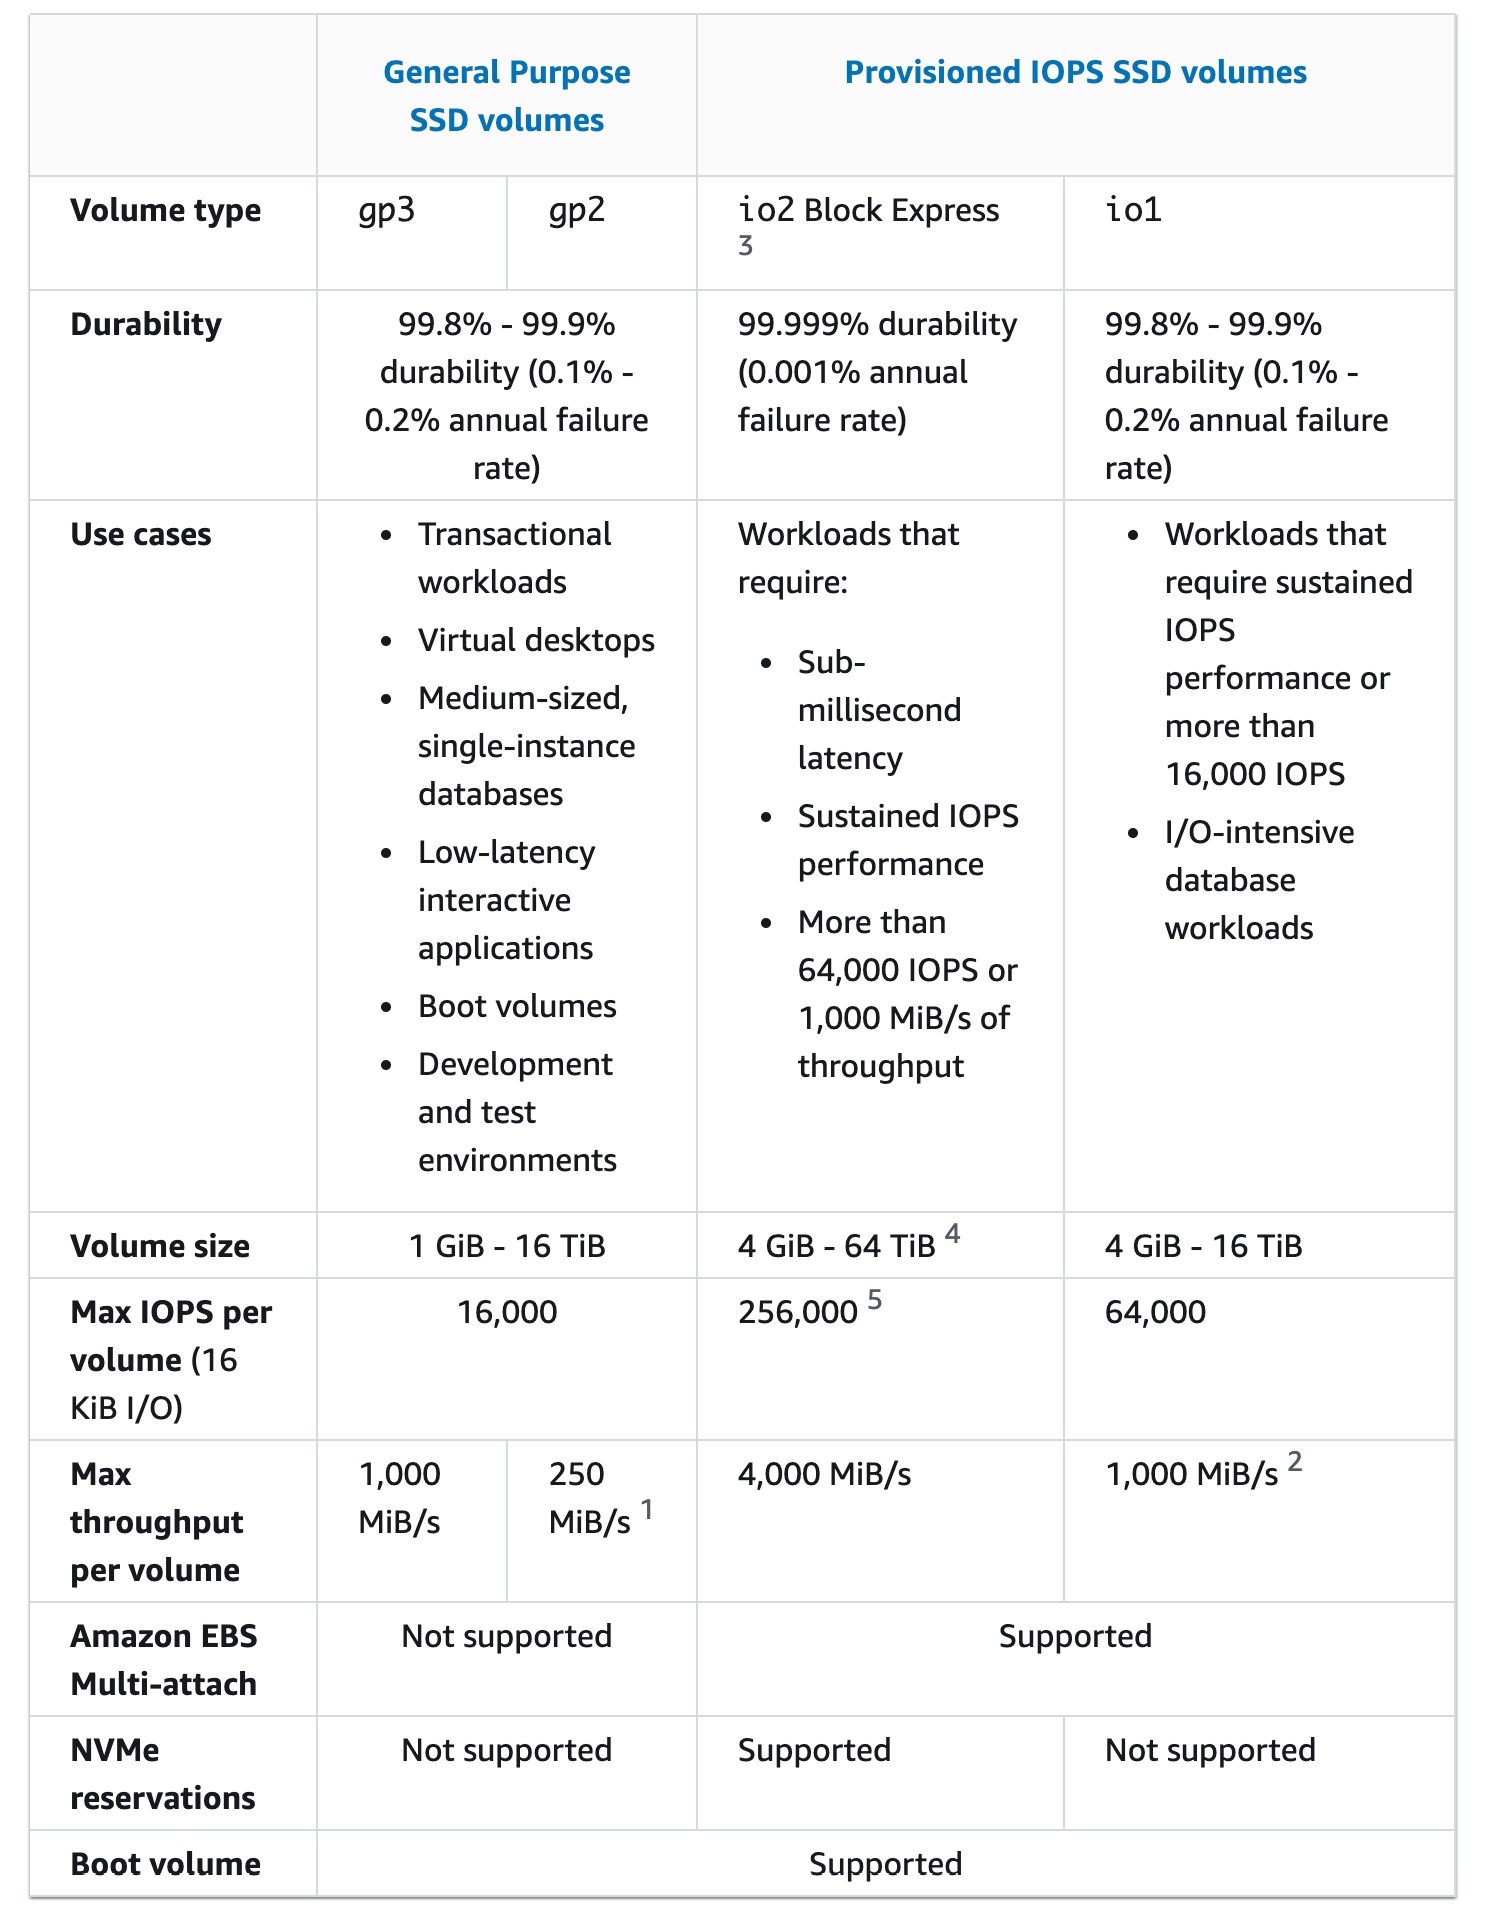 General Purpose
SSD volumes
Provisioned IOPS SSD volumes
Volume type
gp3
gp2
io2 Block Express
3
io1
Durability
99.8% - 99.9%
durability (0.1% -
0.2% annual failure
rate)
99.999% durability
(0.001% annual
failure rate)
99.8% - 99.9%
durability (0.1% -
0.2% annual failure
rate)
Use cases
• Transactional
workloads
• Virtual desktops
• Medium-sized,
single-instance
databases
• Low-latency
interactive
applications
• Boot volumes
• Development
and test
environments
Workloads that
require:
• Sub-
millisecond
latency
• Sustained IOPS
performance
• More than
64,000 IOPS or
1,000 MiB/s of
throughput
• Workloads that
require sustained
IOPS
performance or
more than
16,000 IOPS
• I/O-intensive
database
workloads
Volume size
1 GiB - 16 TiB
4 GiB - 64 TiB 4
4 GiB - 16 TiB
Max IOPS per
volume (16
KiB I/O)
16,000
256,000 5
64,000
Max
throughput
per volume
1,000
MiB/s
250
MiB/s 1
4,000 MiB/s
1,000 MiB/s 2
Amazon EBS
Multi-attach
Not supported
Supported
NVMe
reservations
Not supported
Supported
Not supported
Boot volume
Supported